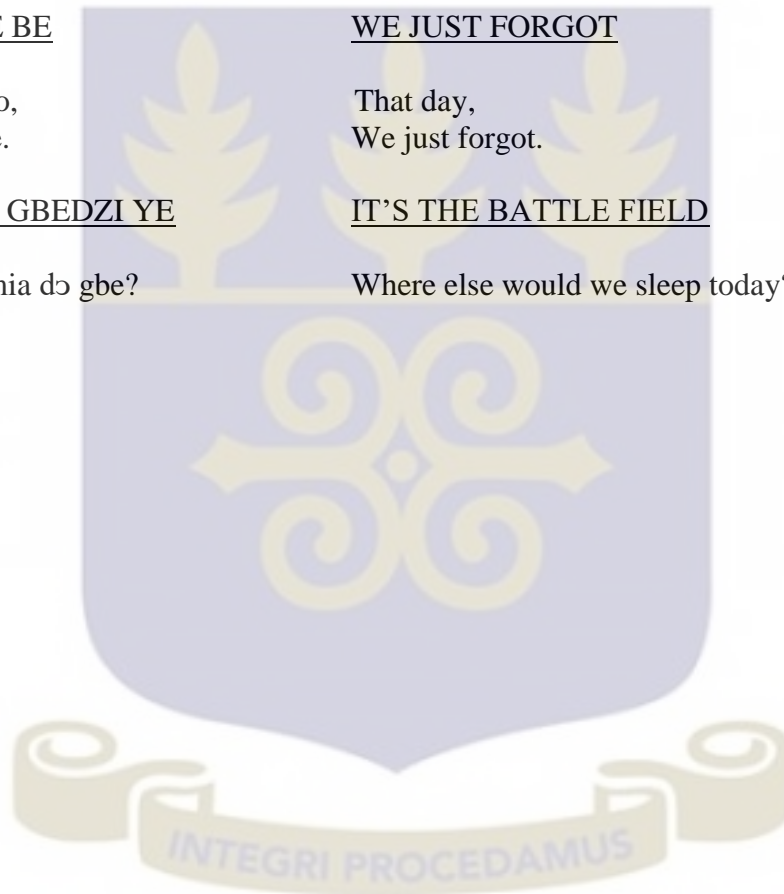 BE
GBEDZI YE
dɔ gbe?
WE JUST FORGOT
That day,
We just forgot.
IT’S THE BATTLE FIELD
Where else would we sleep today?
INTEGRI PROCEDAMUS